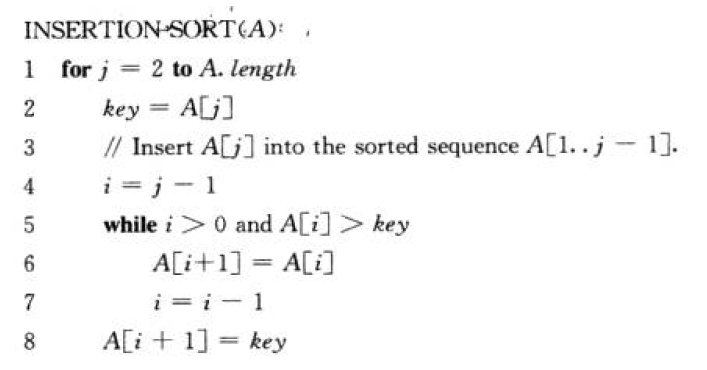 INSERTION-SORT(A):
1 for j = 2 to A. length
2 key = A[j]
3 // Insert A[j] into the sorted sequence A[1..j - 1].
4 i = j - 1
5 while i > 0 and A[i] > key
6 A[i+1] = A[i]
7 i = i - 1
8 A[i + 1] = key